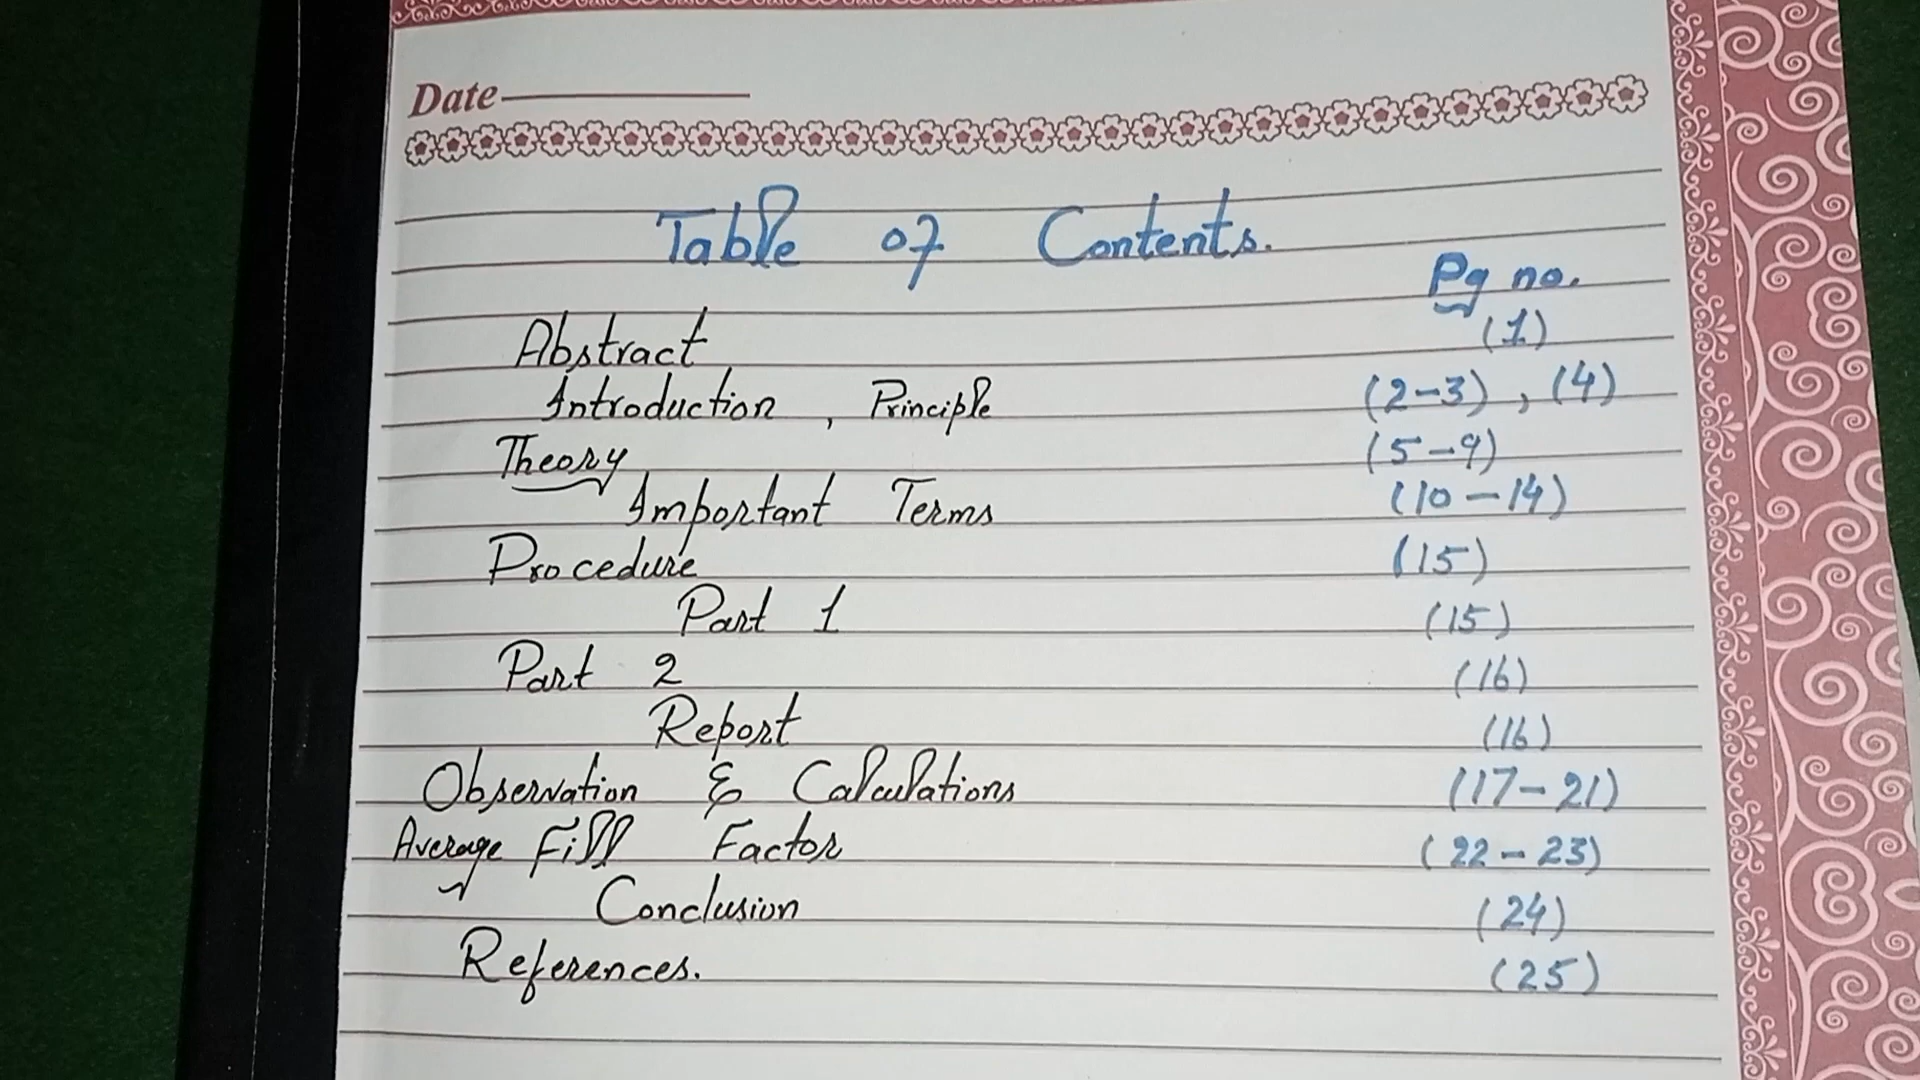 Date
Table of Contents.
Pg no.
Abstract (1)
Introduction , Principle (2-3) , (4)
Theory (5-9)
Important Terms (10-14)
Procedure (15)
Part 1 (15)
Part 2 (16)
Report (16)
Observation & Calculations (17-21)
Average Fill Factor (22-23)
Conclusion (24)
References. (25)